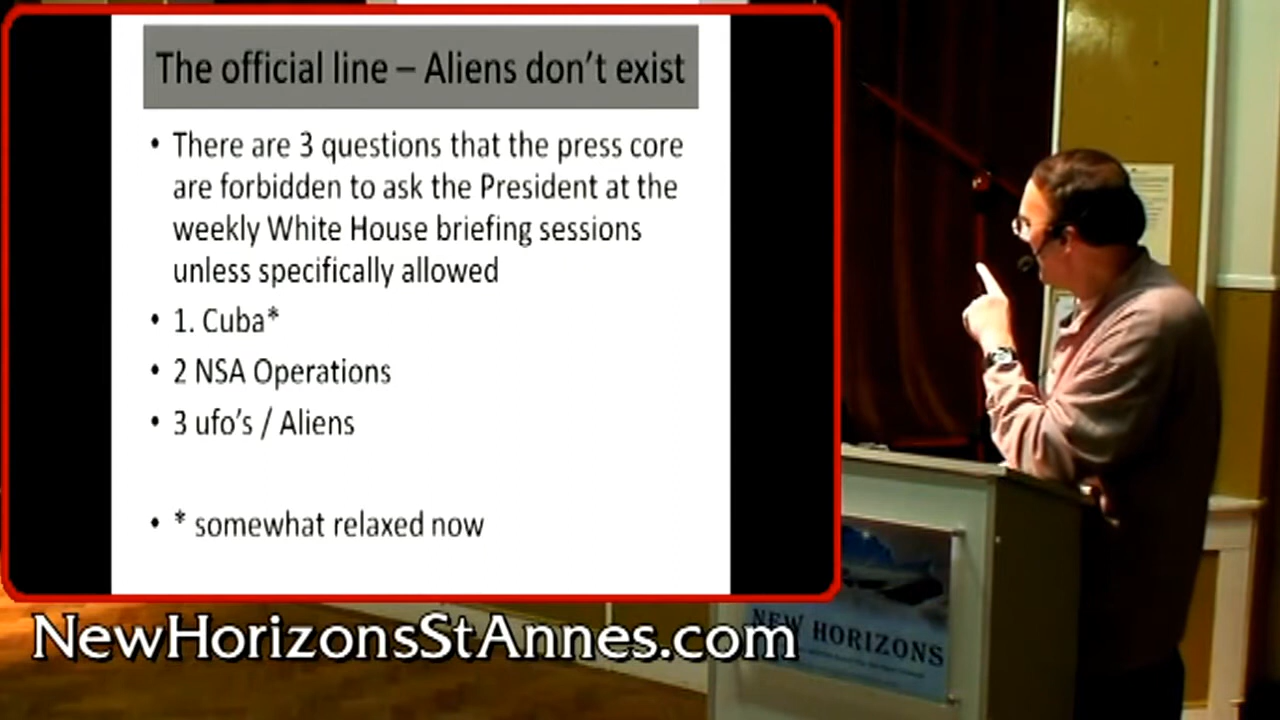 The official line – Aliens don't exist
• There are 3 questions that the press core
are forbidden to ask the President at the
weekly White House briefing sessions
unless specifically allowed
• 1. Cuba*
• 2 NSA Operations
• 3 ufo's / Aliens
• * somewhat relaxed now
NewHorizonsStAnnes.com
NEW HORIZONS